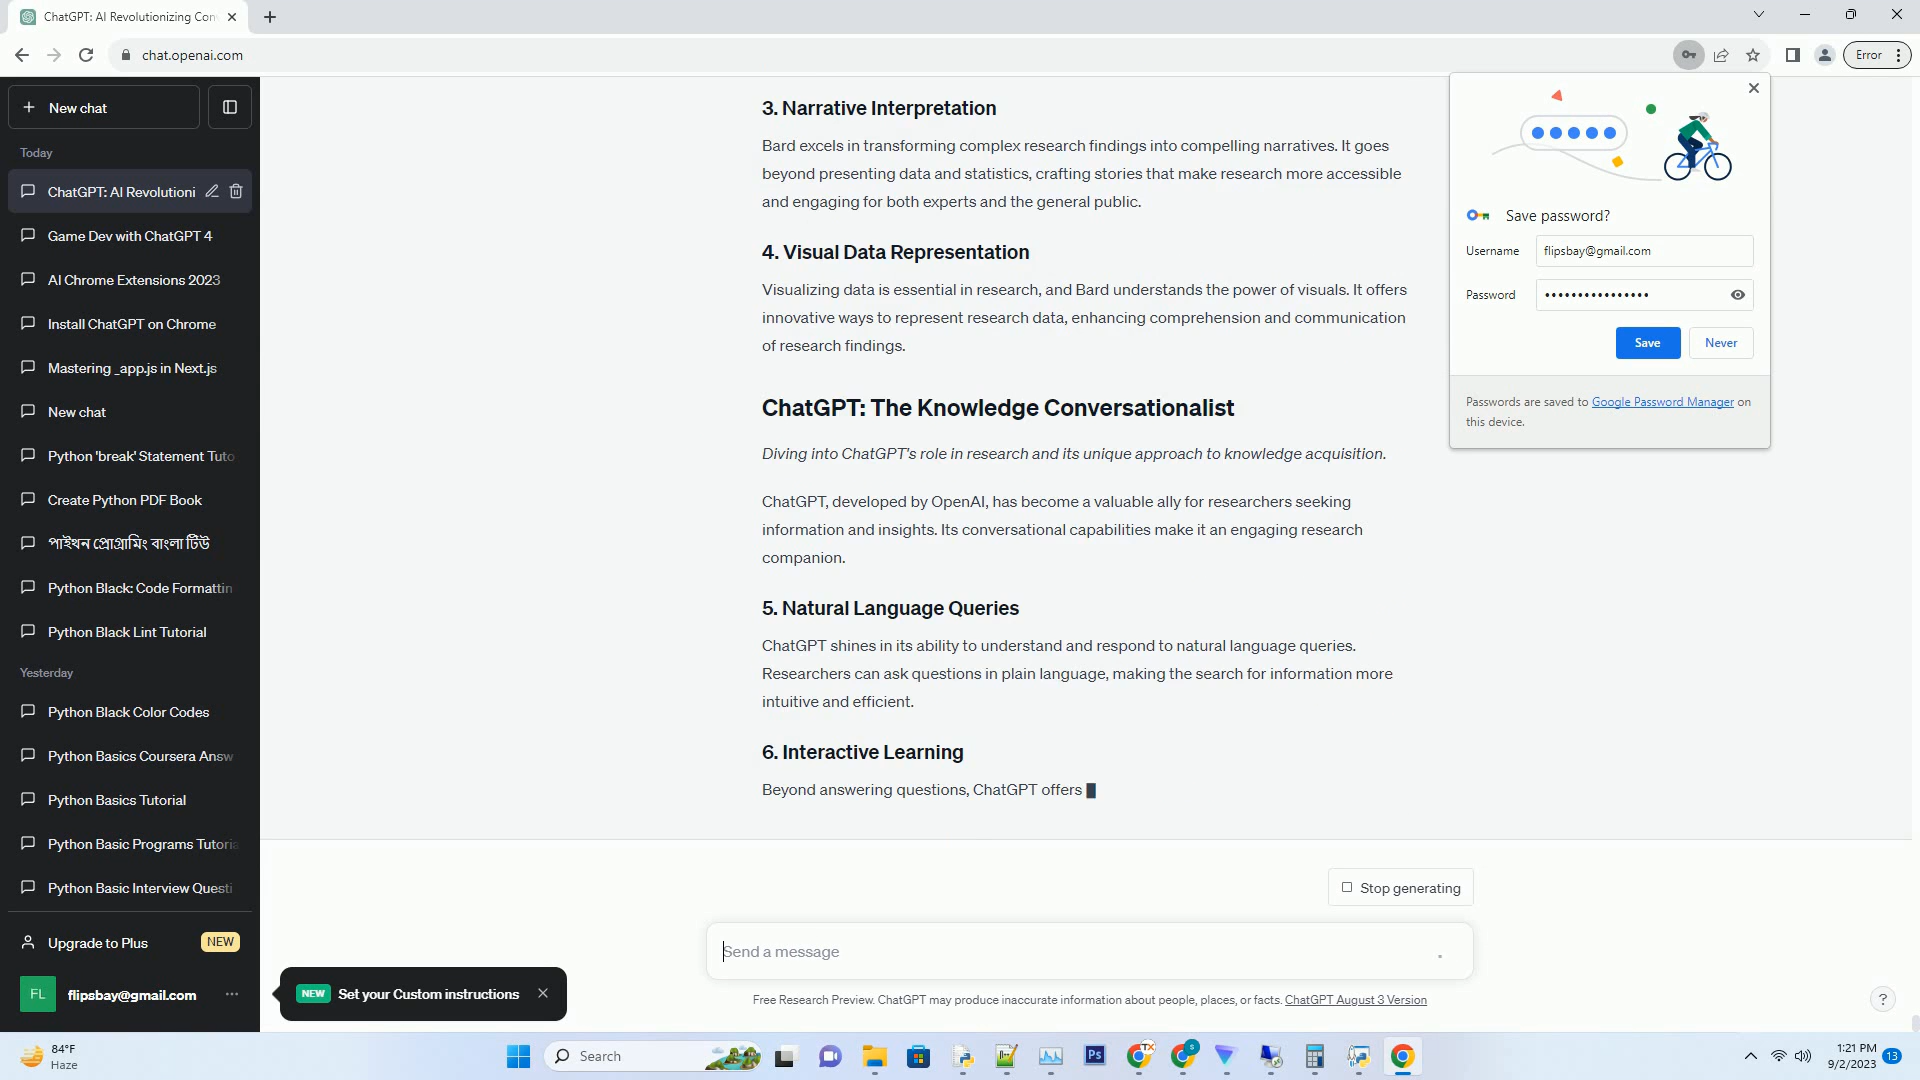 ChatGPT: AI Revolutionizing Con
chat.openai.com
Error
New chat
Today
ChatGPT: AI Revolutioni
Game Dev with ChatGPT 4
AI Chrome Extensions 2023
Install ChatGPT on Chrome
Mastering _app.js in Next.js
New chat
Python 'break' Statement Tuto
Create Python PDF Book
পাইথন প্রোগ্রামিং বাংলা টিউ
Python Black: Code Formattin
Python Black Lint Tutorial
Yesterday
Python Black Color Codes
Python Basics Coursera Answ
Python Basics Tutorial
Python Basic Programs Tutoria
Python Basic Interview Questi
Upgrade to Plus NEW
FL flipsbay@gmail.com
3. Narrative Interpretation
Bard excels in transforming complex research findings into compelling narratives. It goes
beyond presenting data and statistics, crafting stories that make research more accessible
and engaging for both experts and the general public.
4. Visual Data Representation
Visualizing data is essential in research, and Bard understands the power of visuals. It offers
innovative ways to represent research data, enhancing comprehension and communication
of research findings.
ChatGPT: The Knowledge Conversationalist
Diving into ChatGPT's role in research and its unique approach to knowledge acquisition.
ChatGPT, developed by OpenAI, has become a valuable ally for researchers seeking
information and insights. Its conversational capabilities make it an engaging research
companion.
5. Natural Language Queries
ChatGPT shines in its ability to understand and respond to natural language queries.
Researchers can ask questions in plain language, making the search for information more
intuitive and efficient.
6. Interactive Learning
Beyond answering questions, ChatGPT offers
Stop generating
Send a message
Free Research Preview. ChatGPT may produce inaccurate information about people, places, or facts. ChatGPT August 3 Version
NEW Set your Custom instructions
?
Save password?
Username flipsbay@gmail.com
Password ••••••••••••••••
Save Never
Passwords are saved to Google Password Manager on
this device.
84°F
Haze
Search
Ps
TX
S
1:21 PM
9/2/2023
13